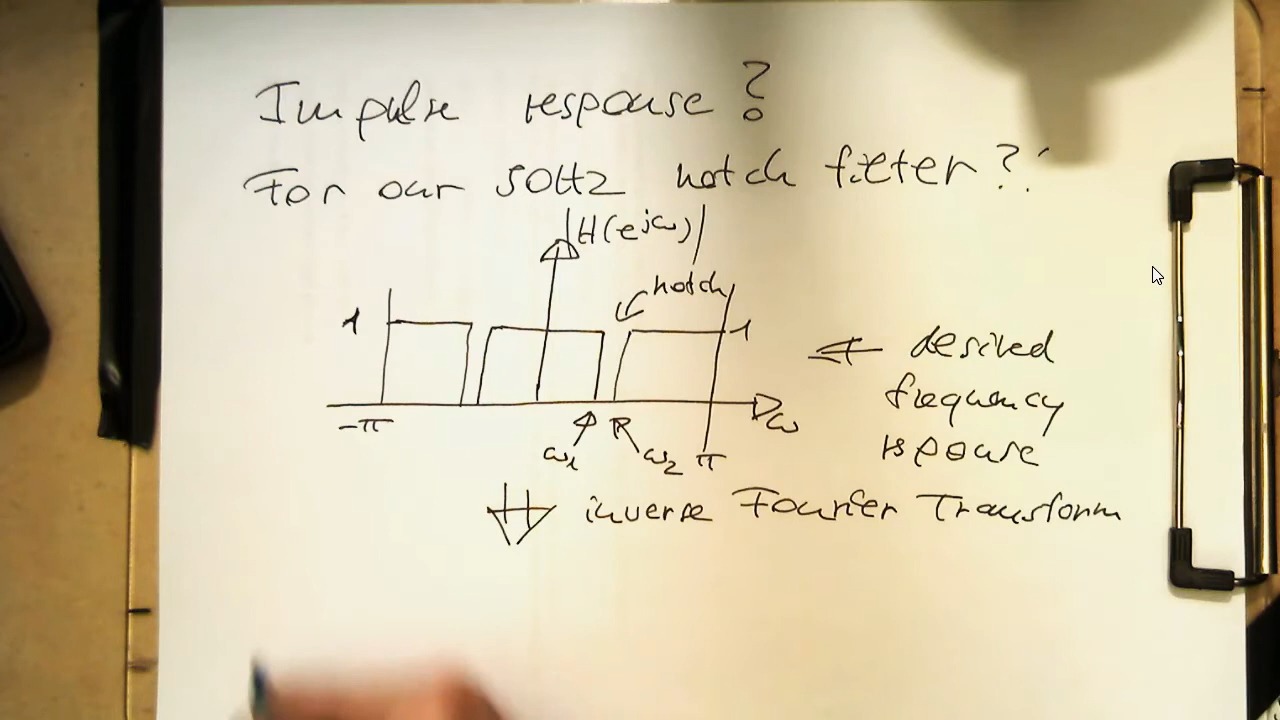 Impulse response?
For our 50Hz notch filter??
|H(e^jω)|
notch
1
1
⇐ desired
frequency
response
-π
ω
ω₁
ω₂
π
⇓ inverse Fourier Transform